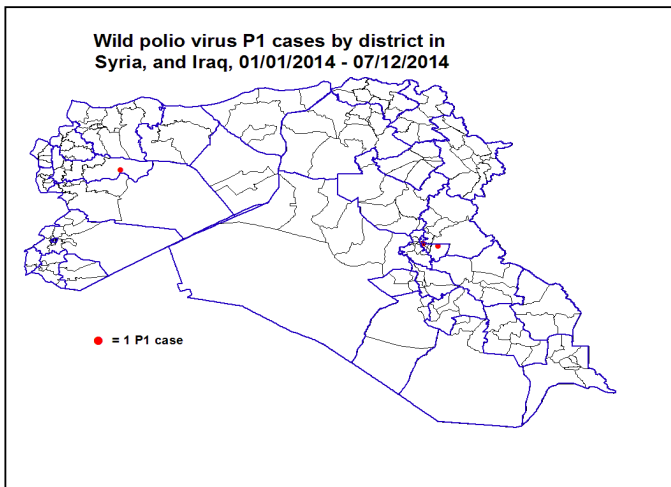 Wild polio virus P1 cases by district in
Syria, and Iraq, 01/01/2014 - 07/12/2014
= 1 P1 case